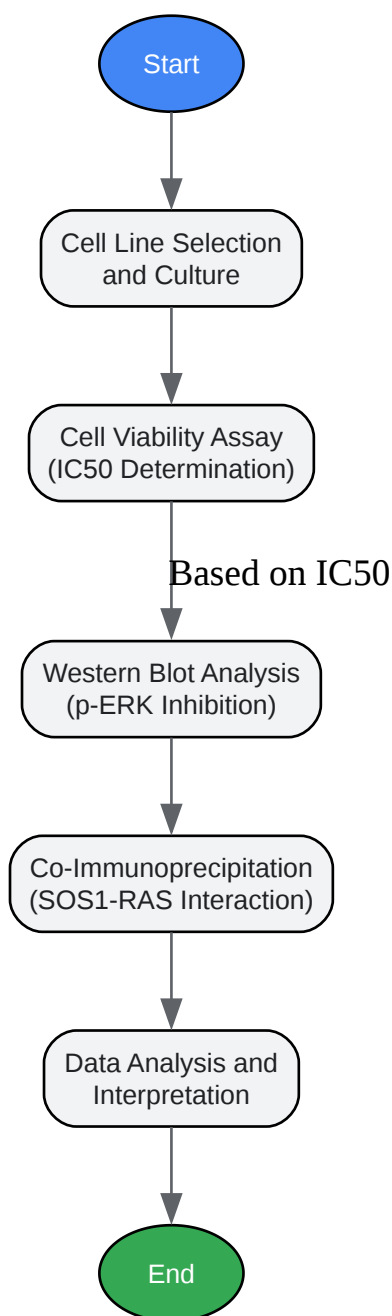 Start
Cell Line Selection
and Culture
Cell Viability Assay
(IC50 Determination)
Based on IC50
Western Blot Analysis
(p-ERK Inhibition)
Co-Immunoprecipitation
(SOS1-RAS Interaction)
Data Analysis and
Interpretation
End